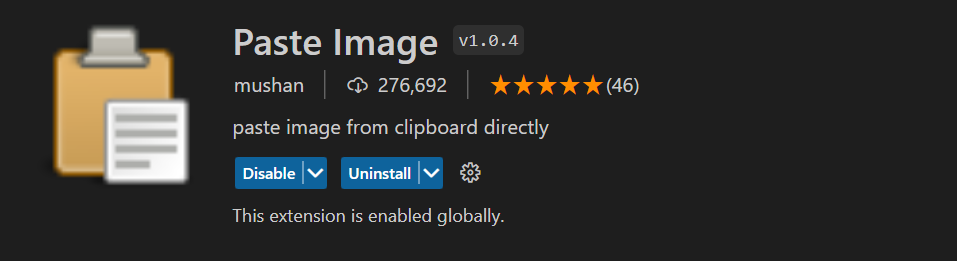 Paste Image v1.0.4
mushan 276,692 (46)
paste image from clipboard directly
Disable Uninstall
This extension is enabled globally.